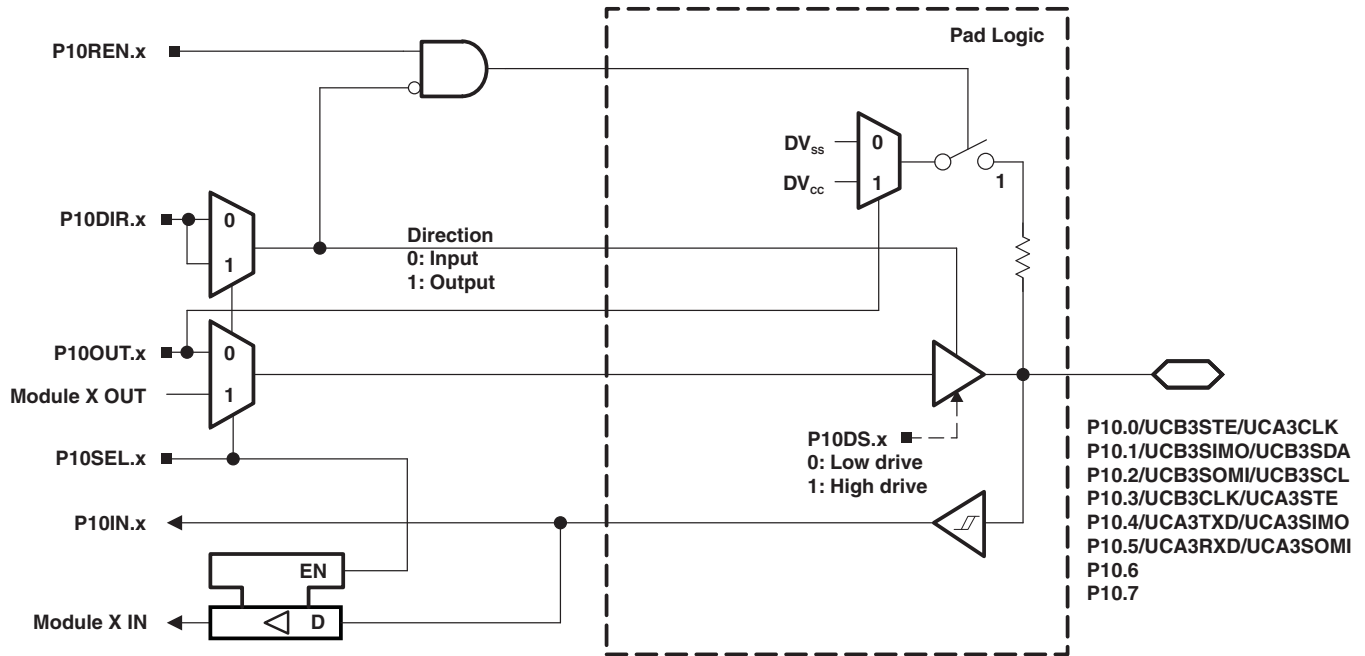 Pad Logic
P10REN.x
DVss
0
DVcc
1
1
P10DIR.x
0
1
Direction
0: Input
1: Output
P10OUT.x
0
Module X OUT
1
P10DS.x
0: Low drive
1: High drive
P10SEL.x
P10IN.x
EN
Module X IN
D
P10.0/UCB3STE/UCA3CLK
P10.1/UCB3SIMO/UCB3SDA
P10.2/UCB3SOMI/UCB3SCL
P10.3/UCB3CLK/UCA3STE
P10.4/UCA3TXD/UCA3SIMO
P10.5/UCA3RXD/UCA3SOMI
P10.6
P10.7